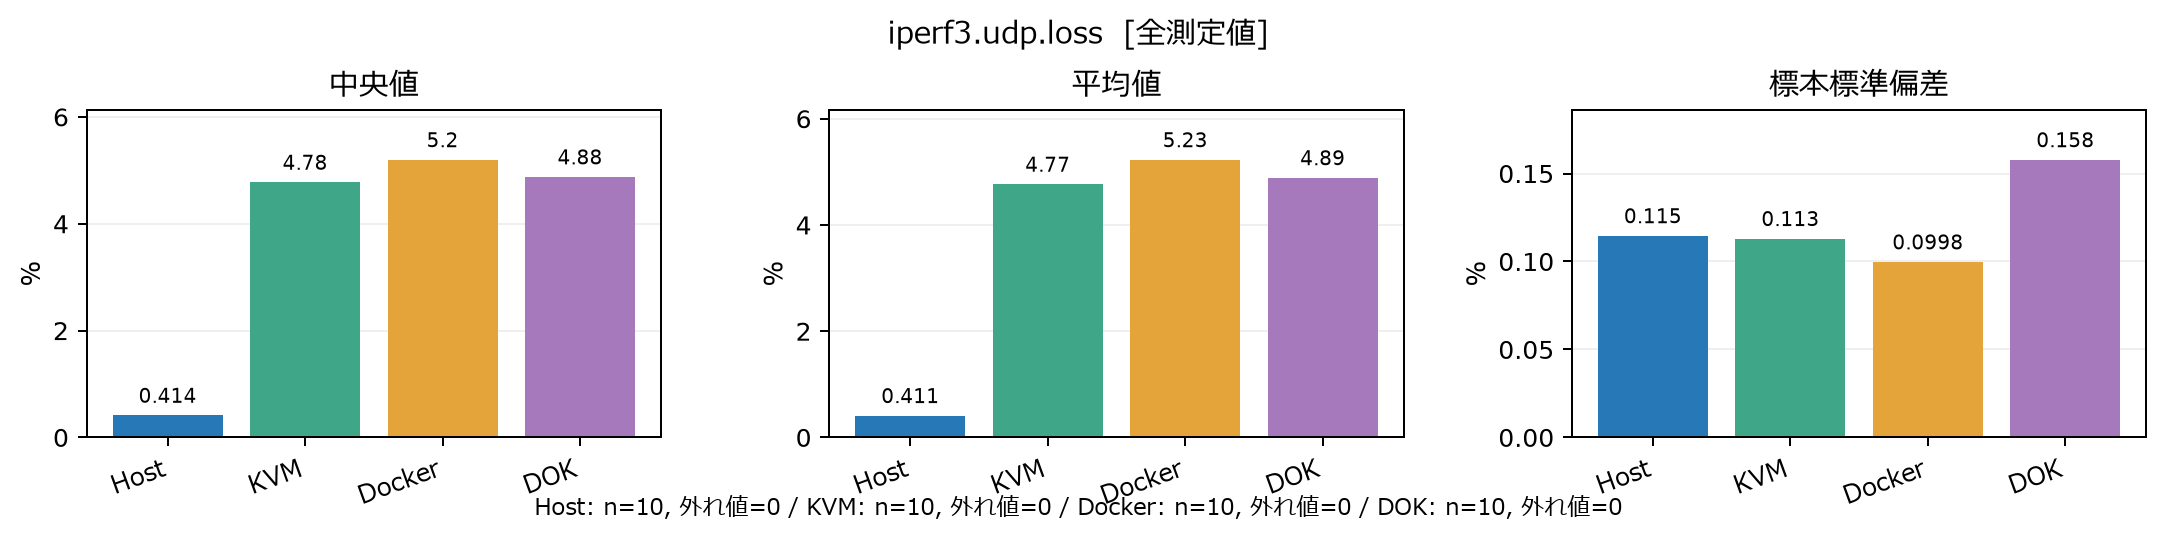 iperf3.udp.loss [全測定値]
中央値
%
6
4
2
0
0.414
4.78
5.2
4.88
Host
KVM
Docker
DOK
平均値
%
6
4
2
0
0.411
4.77
5.23
4.89
Host
KVM
Docker
DOK
標本標準偏差
%
0.15
0.10
0.05
0.00
0.115
0.113
0.0998
0.158
Host
KVM
Docker
DOK
Host: n=10, 外れ値=0 / KVM: n=10, 外れ値=0 / Docker: n=10, 外れ値=0 / DOK: n=10, 外れ値=0